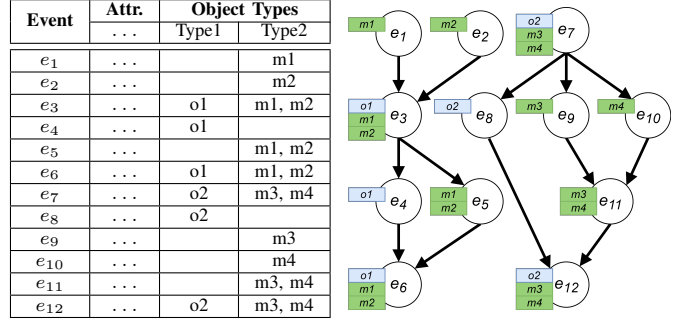 Event Attr. Object Types
. . . Type1 Type2
e1 . . . m1
e2 . . . m2
e3 . . . o1 m1, m2
e4 . . . o1
e5 . . . m1, m2
e6 . . . o1 m1, m2
e7 . . . o2 m3, m4
e8 . . . o2
e9 . . . m3
e10 . . . m4
e11 . . . m3, m4
e12 . . . o2 m3, m4
m1 e1
m2 e2
o2 m3 m4 e7
o1 m1 m2 e3
o2 e8
m3 e9
m4 e10
o1 e4
m1 m2 e5
m3 m4 e11
o1 m1 m2 e6
o2 m3 m4 e12